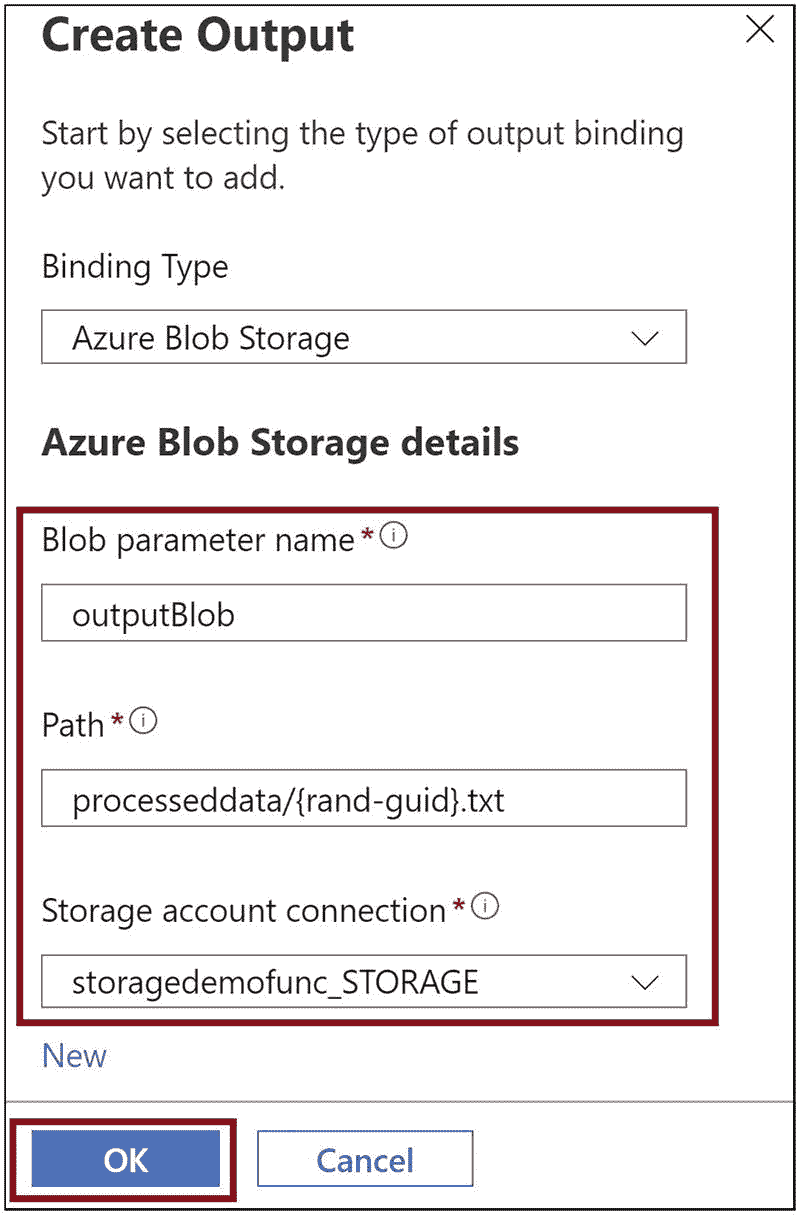 Create Output
Start by selecting the type of output binding
you want to add.
Binding Type
Azure Blob Storage
Azure Blob Storage details
Blob parameter name *
outputBlob
Path *
processeddata/{rand-guid}.txt
Storage account connection *
storagedemofunc_STORAGE
New
OK
Cancel